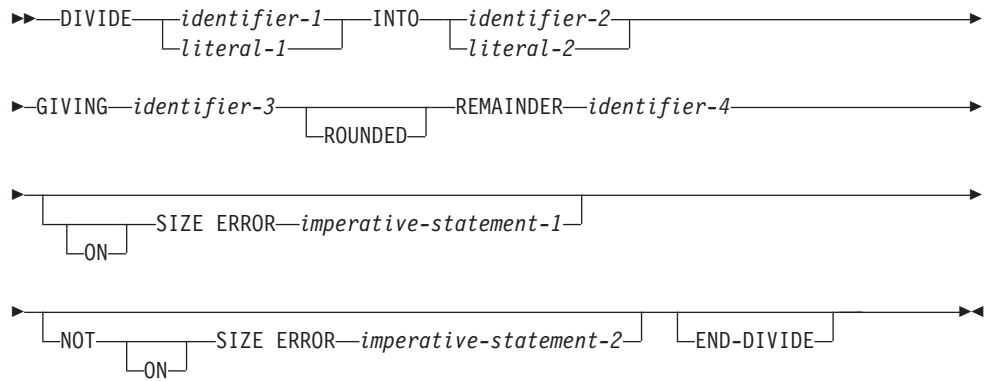 DIVIDE identifier-1 INTO identifier-2
literal-1 literal-2
GIVING identifier-3 REMAINDER identifier-4
ROUNDED
SIZE ERROR imperative-statement-1
ON
NOT SIZE ERROR imperative-statement-2 END-DIVIDE
ON